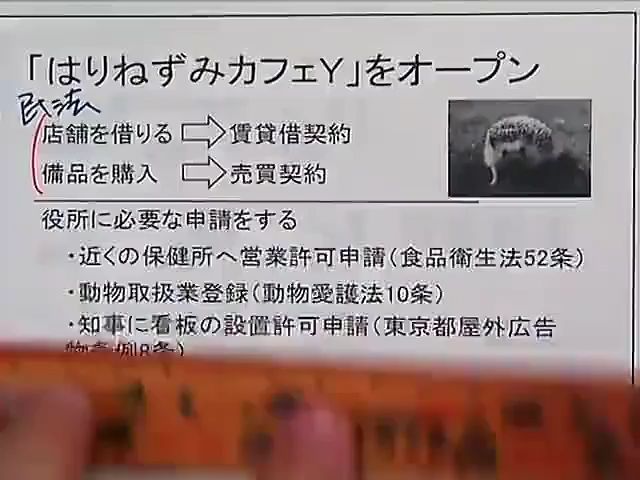 「はりねずみカフェY」をオープン
民法
店舗を借りる ⇨ 賃貸借契約
備品を購入 ⇨ 売買契約
役所に必要な申請をする
・近くの保健所へ営業許可申請(食品衛生法52条)
・動物取扱業登録(動物愛護法10条)
・知事に看板の設置許可申請(東京都屋外広告
物条例8条)